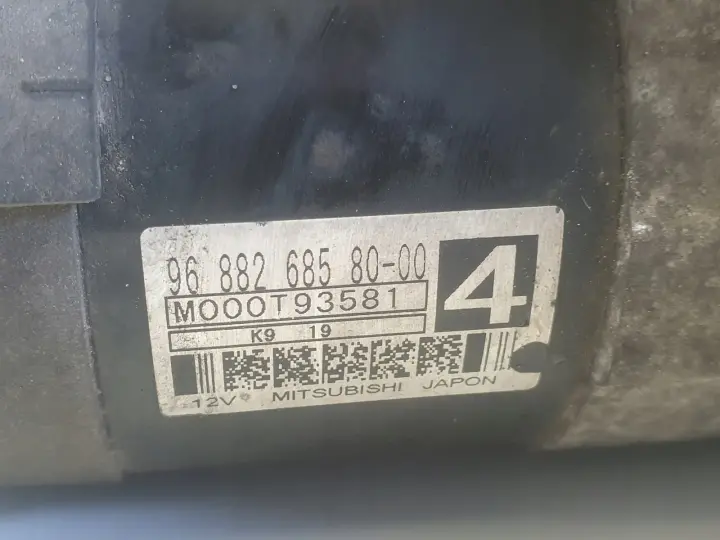 96 882 685 80-00
4
M000T93581
K9 19
12V MITSUBISHI JAPON